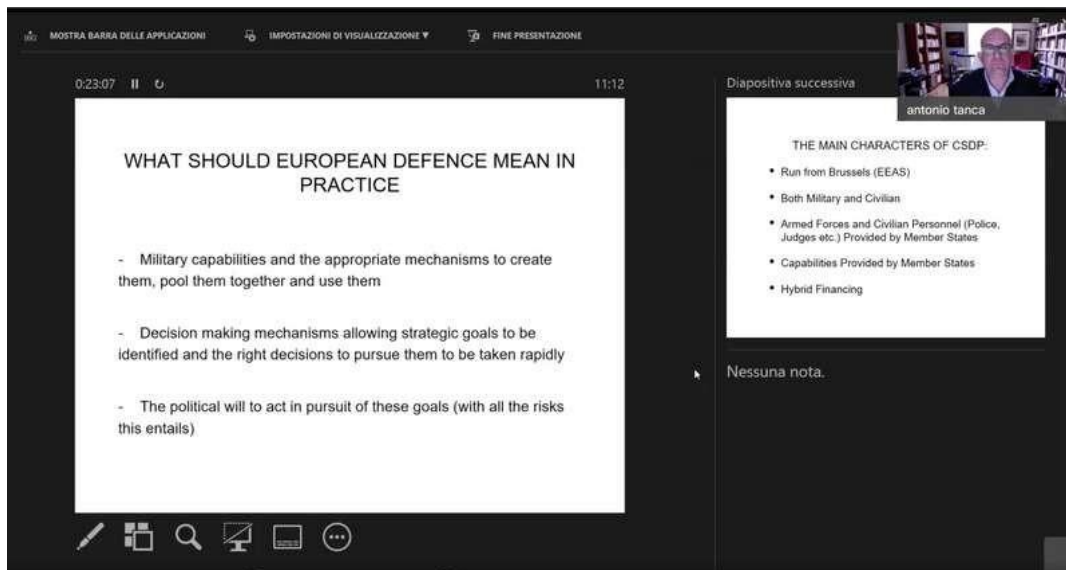 MOSTRA BARRA DELLE APPLICAZIONI
IMPOSTAZIONI DI VISUALIZZAZIONE ▼
FINE PRESENTAZIONE
0:23:07
11:12
WHAT SHOULD EUROPEAN DEFENCE MEAN IN
PRACTICE
- Military capabilities and the appropriate mechanisms to create
them, pool them together and use them
- Decision making mechanisms allowing strategic goals to be
identified and the right decisions to pursue them to be taken rapidly
- The political will to act in pursuit of these goals (with all the risks
this entails)
Diapositiva successiva
antonio tanca
THE MAIN CHARACTERS OF CSDP:
• Run from Brussels (EEAS)
• Both Military and Civilian
• Armed Forces and Civilian Personnel (Police,
Judges etc.) Provided by Member States
• Capabilities Provided by Member States
• Hybrid Financing
Nessuna nota.